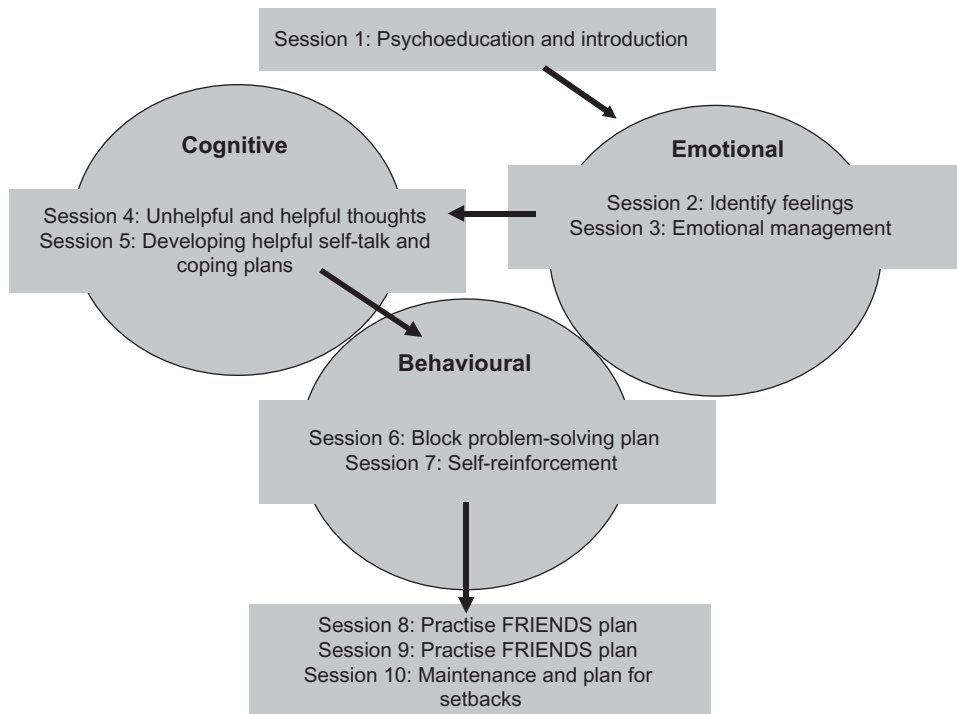 Session 1: Psychoeducation and introduction
Cognitive
Emotional
Session 2: Identify feelings
Session 3: Emotional management
Session 4: Unhelpful and helpful thoughts
Session 5: Developing helpful self-talk and
coping plans
Behavioural
Session 6: Block problem-solving plan
Session 7: Self-reinforcement
Session 8: Practise FRIENDS plan
Session 9: Practise FRIENDS plan
Session 10: Maintenance and plan for
setbacks